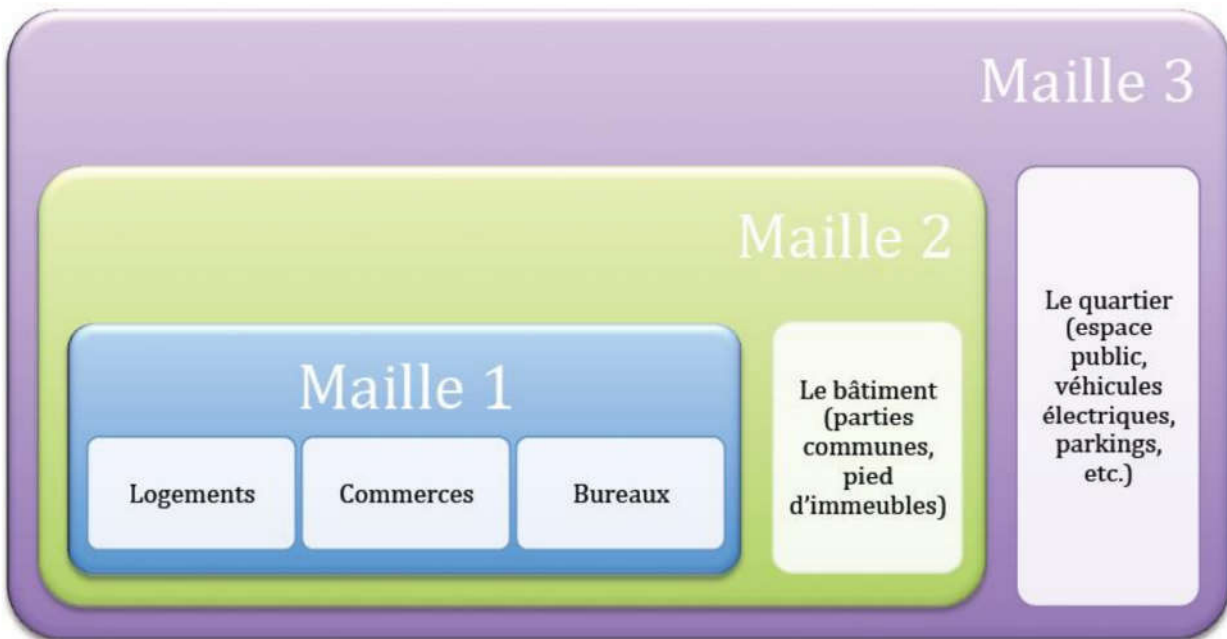 Maille 3
Maille 2
Maille 1
Logements
Commerces
Bureaux
Le bâtiment
(parties
communes,
pied
d'immeubles)
Le quartier
(espace
public,
véhicules
électriques,
parkings,
etc.)